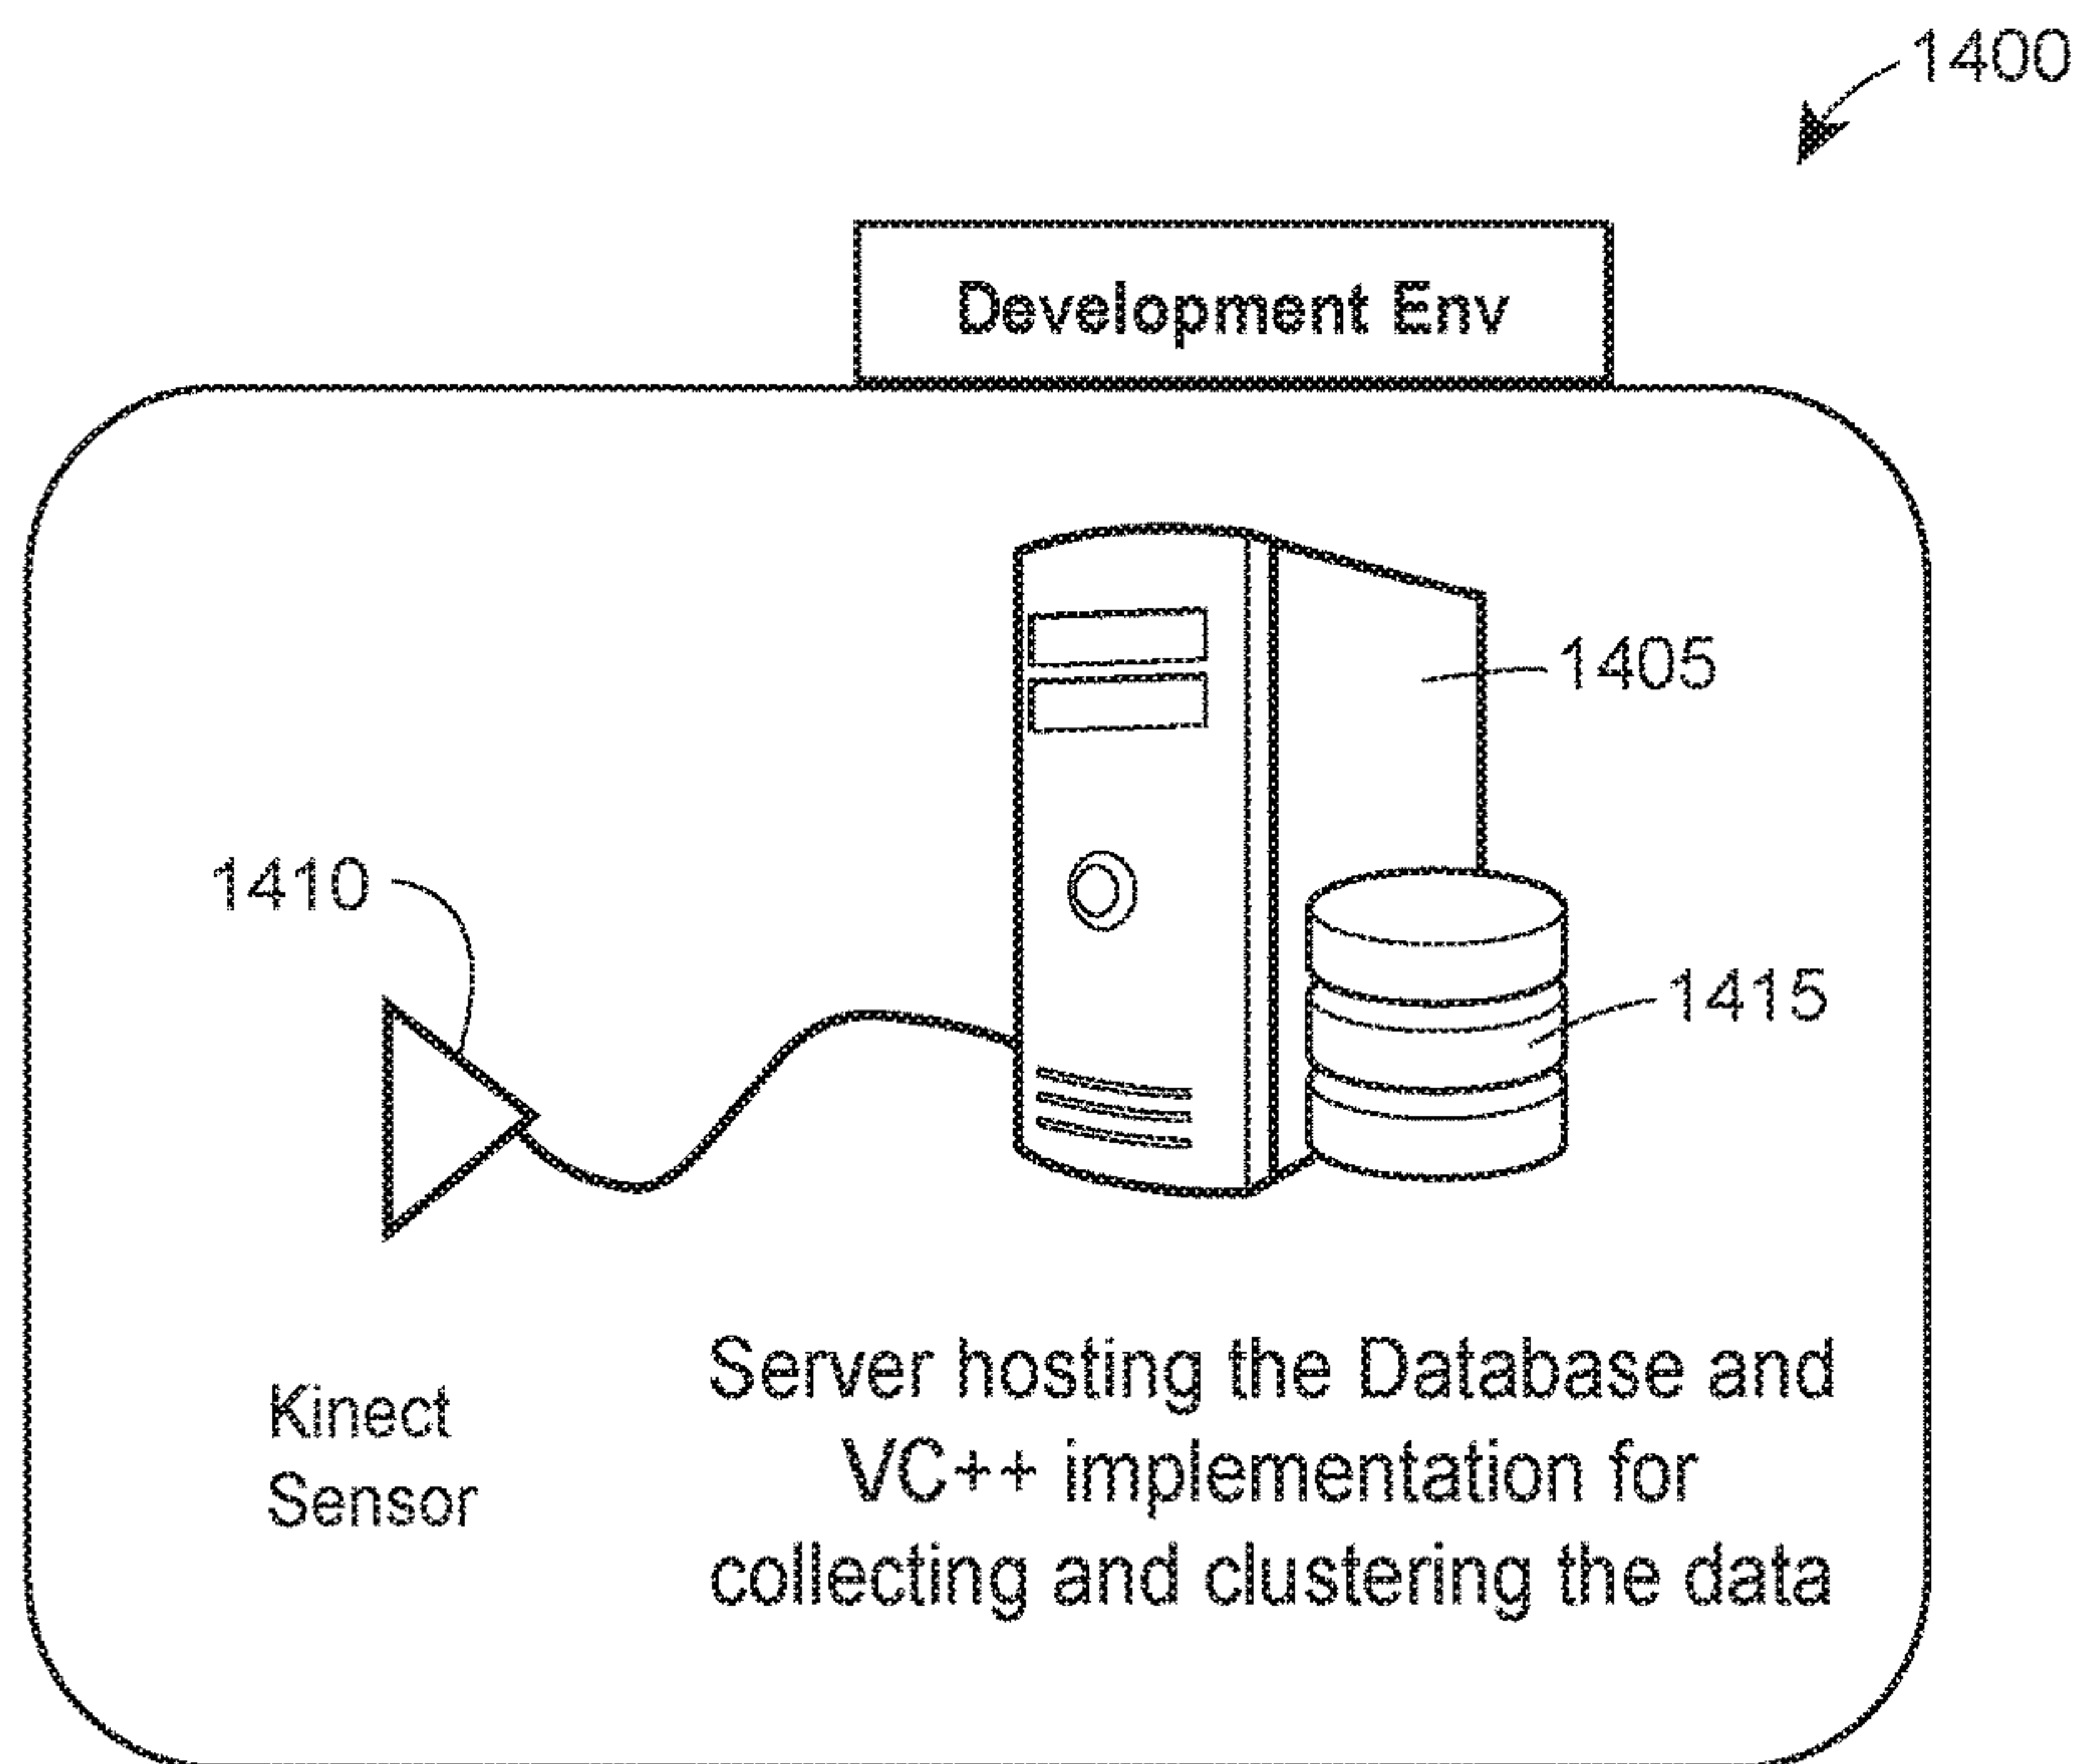 1400
Development Env
1405
1410
1415
Kinect
Sensor
Server hosting the Database and
VC++ implementation for
collecting and clustering the data